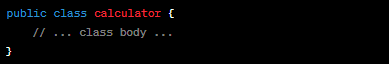 public class calculator {
    // ... class body ...
}